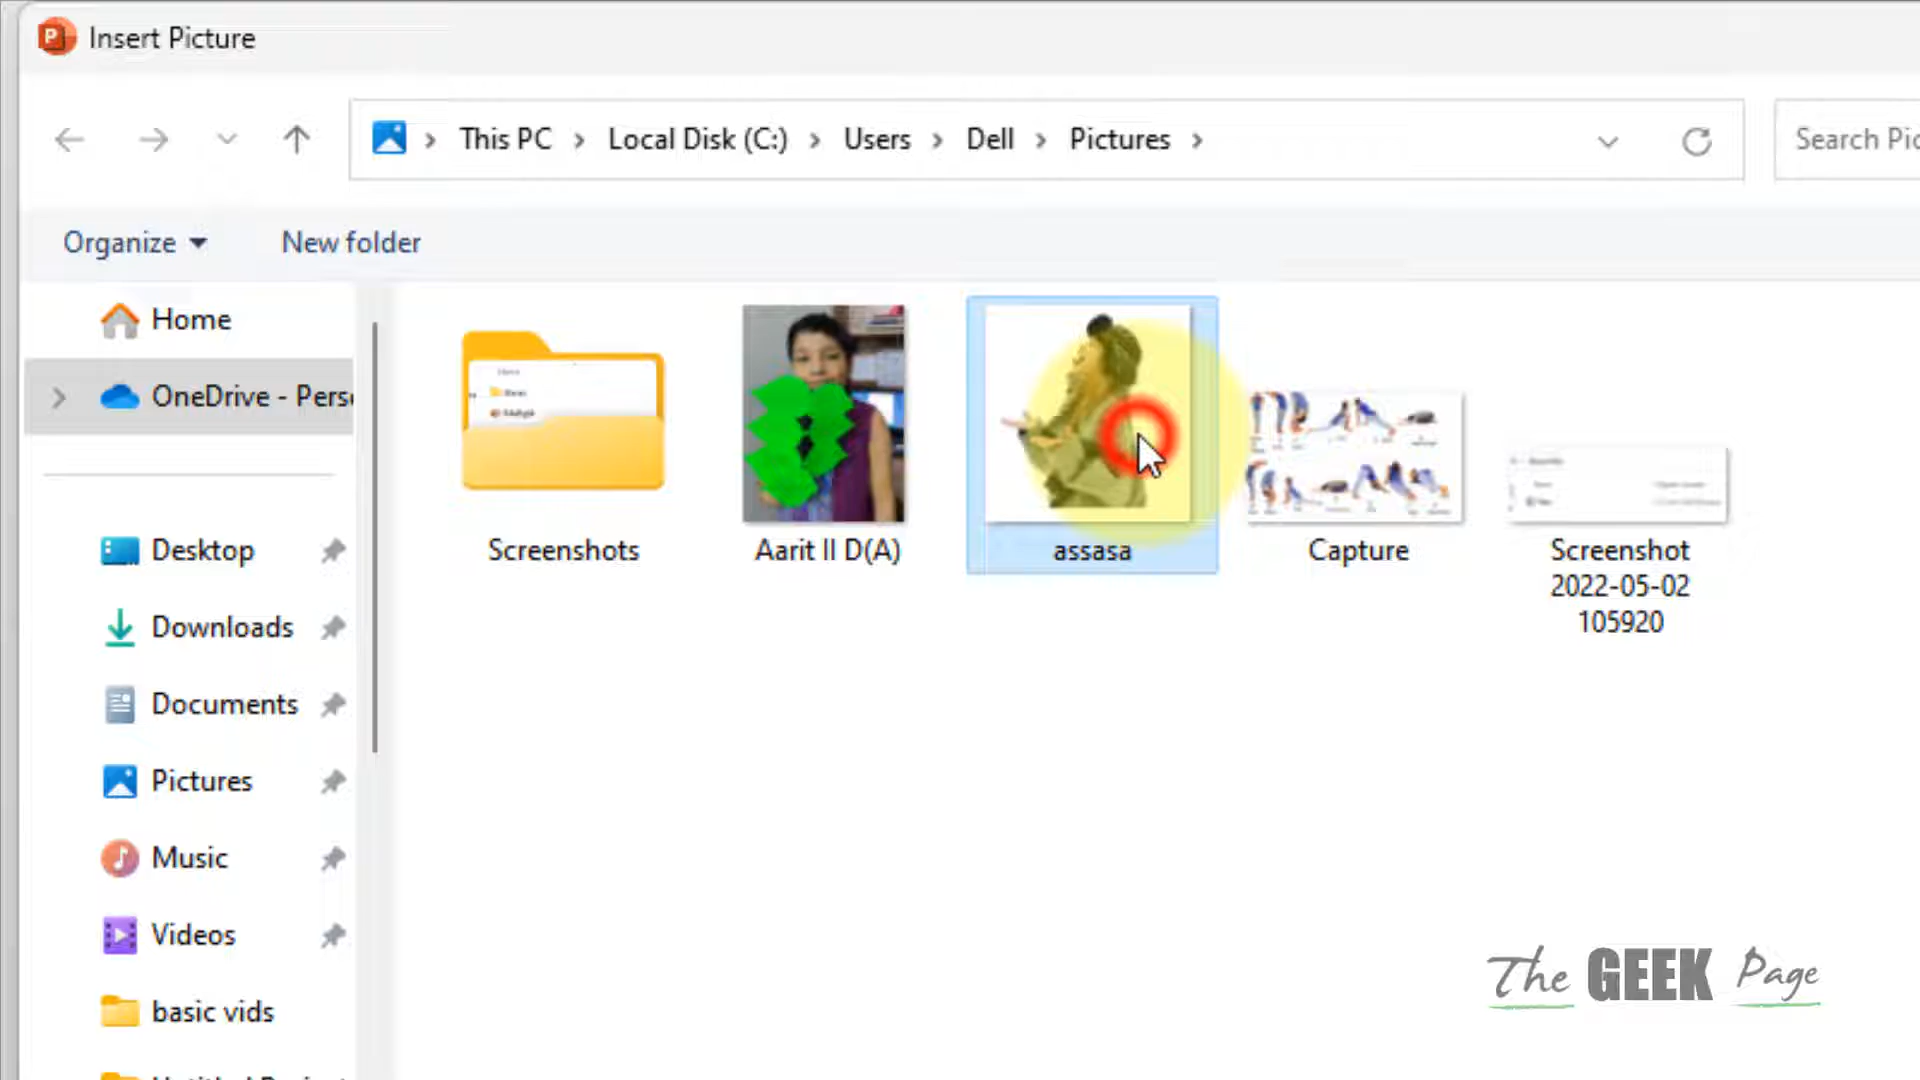 Insert Picture
This PC > Local Disk (C:) > Users > Dell > Pictures >
Search Pic
Organize
New folder
Home
OneDrive - Pers
Desktop
Downloads
Documents
Pictures
Music
Videos
basic vids
Screenshots
Aarit II D(A)
assasa
Capture
Screenshot
2022-05-02
105920
The GEEK Page